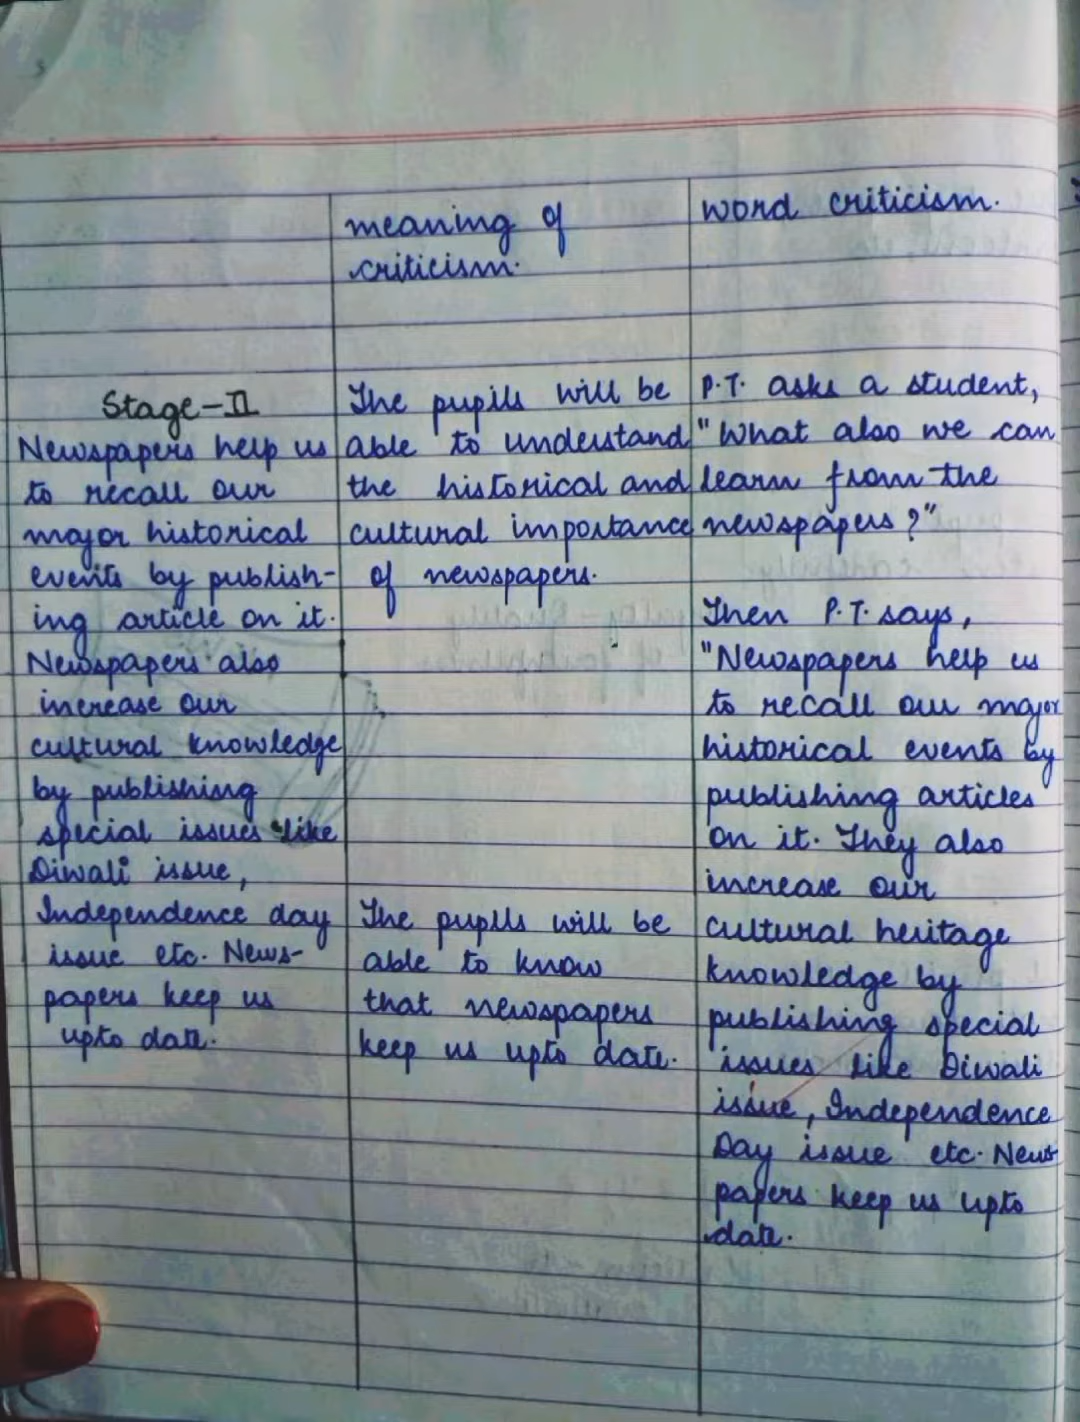 meaning of
criticism.
word criticism.
Stage-II
Newspapers help us
to recall our
major historical
events by publish-
ing article on it.
Newspapers also
increase our
cultural knowledge
by publishing
special issues like
Diwali issue,
Independence day
issue etc. News-
papers keep us
upto date.
The pupils will be
able to understand
the historical and
cultural importance
of newspapers.
The pupils will be
able to know
that newspapers
keep us upto date.
P.T. asks a student,
"What also we can
learn from the
newspapers?"
Then P.T. says,
"Newspapers help us
to recall our major
historical events by
publishing articles
on it. They also
increase our
cultural heritage
knowledge by
publishing special
issues like Diwali
issue, Independence
Day issue etc. News
papers keep us upto
date.